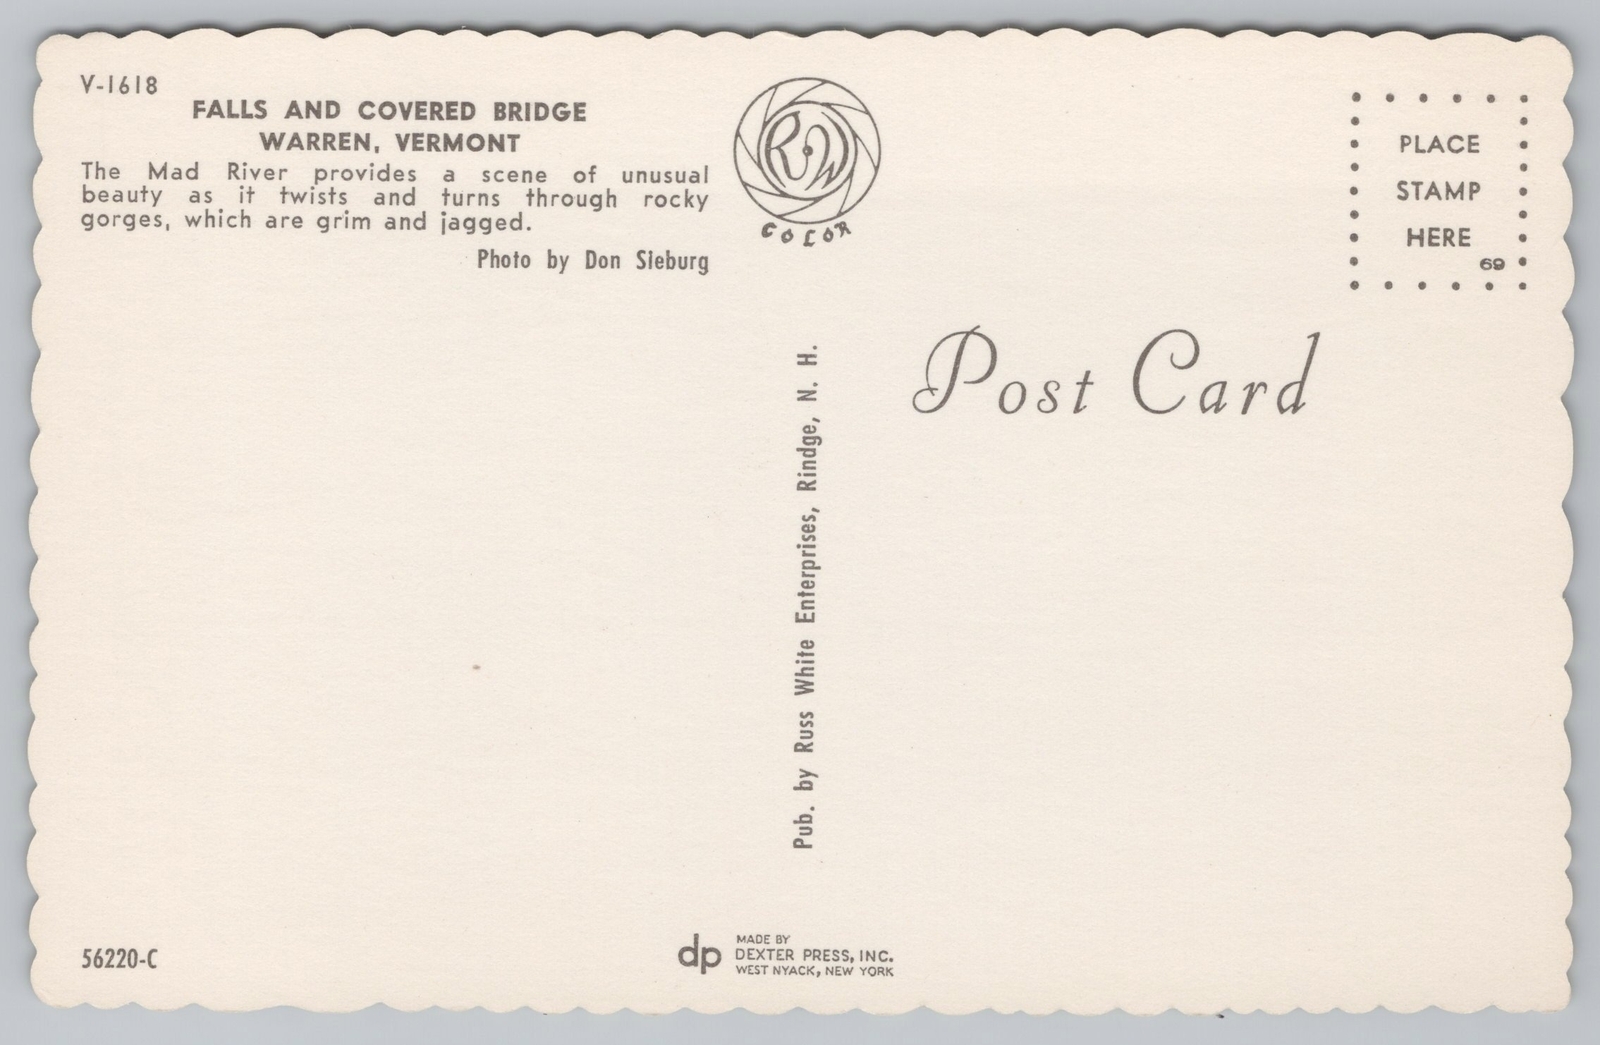 V-1618
FALLS AND COVERED BRIDGE
WARREN, VERMONT
The Mad River provides a scene of unusual
beauty as it twists and turns through rocky
gorges, which are grim and jagged.
Photo by Don Sieburg
RW
COLOR
PLACE
STAMP
HERE
69
Post Card
Pub. by Russ White Enterprises, Rindge, N. H.
56220-C
dp
MADE BY
DEXTER PRESS, INC.
WEST NYACK, NEW YORK